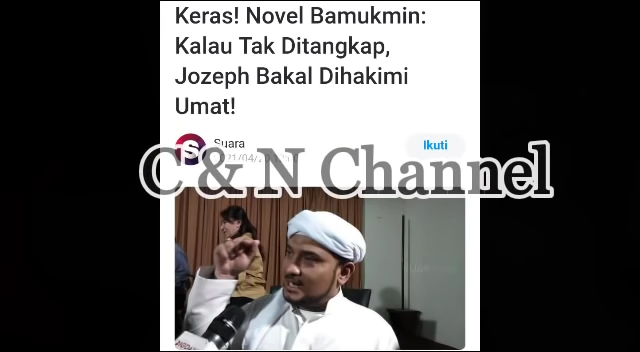 Keras! Novel Bamukmin:
Kalau Tak Ditangkap,
Jozeph Bakal Dihakimi
Umat!
S
Suara
Ikuti
C & N Channel